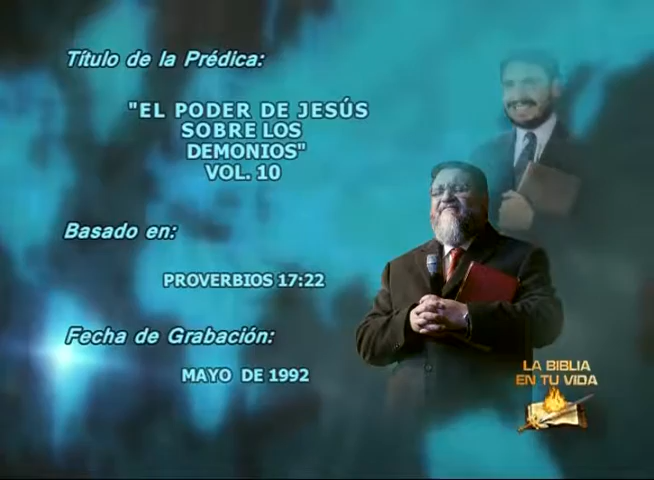 Título de la Prédica:
"EL PODER DE JESÚS
SOBRE LOS
DEMONIOS"
VOL. 10
Basado en:
PROVERBIOS 17:22
Fecha de Grabación:
MAYO DE 1992
LA BIBLIA
EN TU VIDA